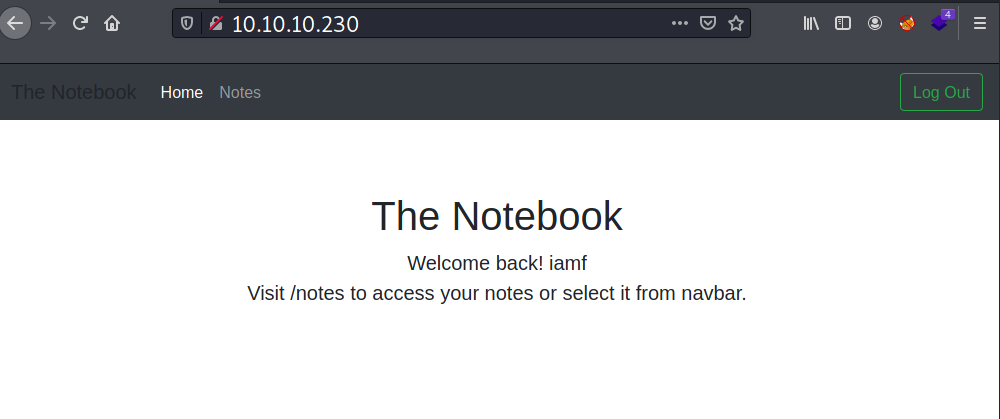 10.10.10.230
4
The Notebook Home Notes Log Out
The Notebook
Welcome back! iamf
Visit /notes to access your notes or select it from navbar.